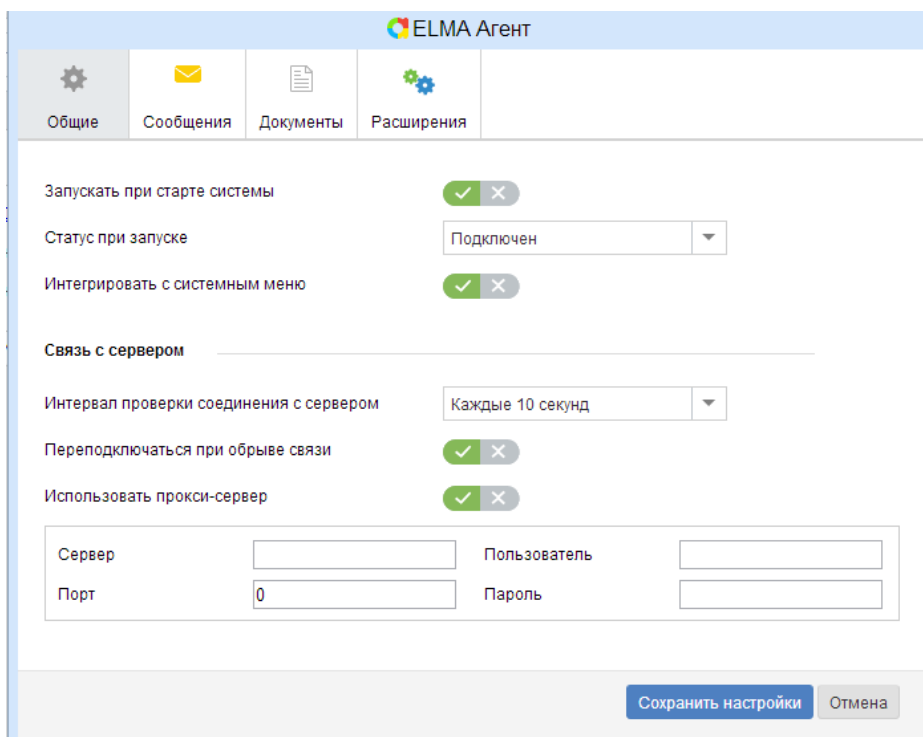 ELMA Агент
Общие Сообщения Документы Расширения
Запускать при старте системы
Статус при запуске Подключен
Интегрировать с системным меню
Связь с сервером
Интервал проверки соединения с сервером Каждые 10 секунд
Переподключаться при обрыве связи
Использовать прокси-сервер
Сервер Пользователь
Порт 0 Пароль
Сохранить настройки Отмена